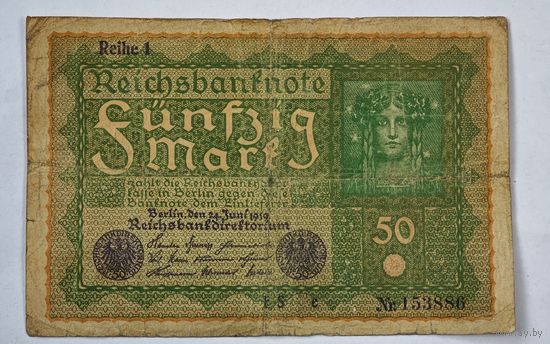 Reihe 1
Reichsbanknote
Fünfzig
Mark
zahlt die Reichsbankhaupt-
kasse in Berlin gegen diese
Banknote dem Einlieferer
Berlin, den 24. Juni 1919
Reichsbankdirektorium
50
Nr. 153886